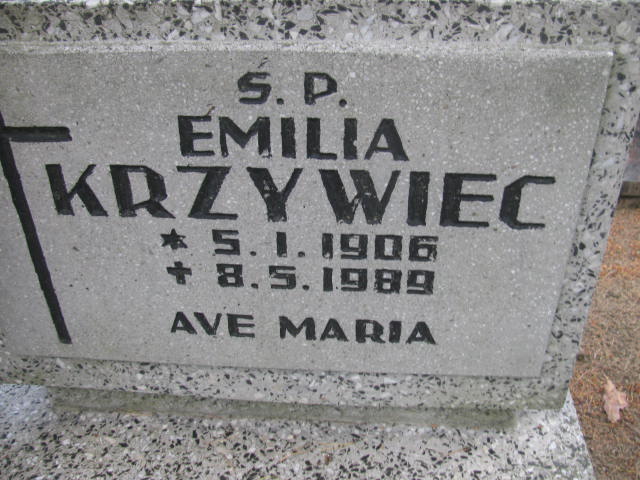 Ś. P.
EMILIA
KRZYWIEC
* 5. 1. 1906
✝ 8. 5. 1989
AVE MARIA